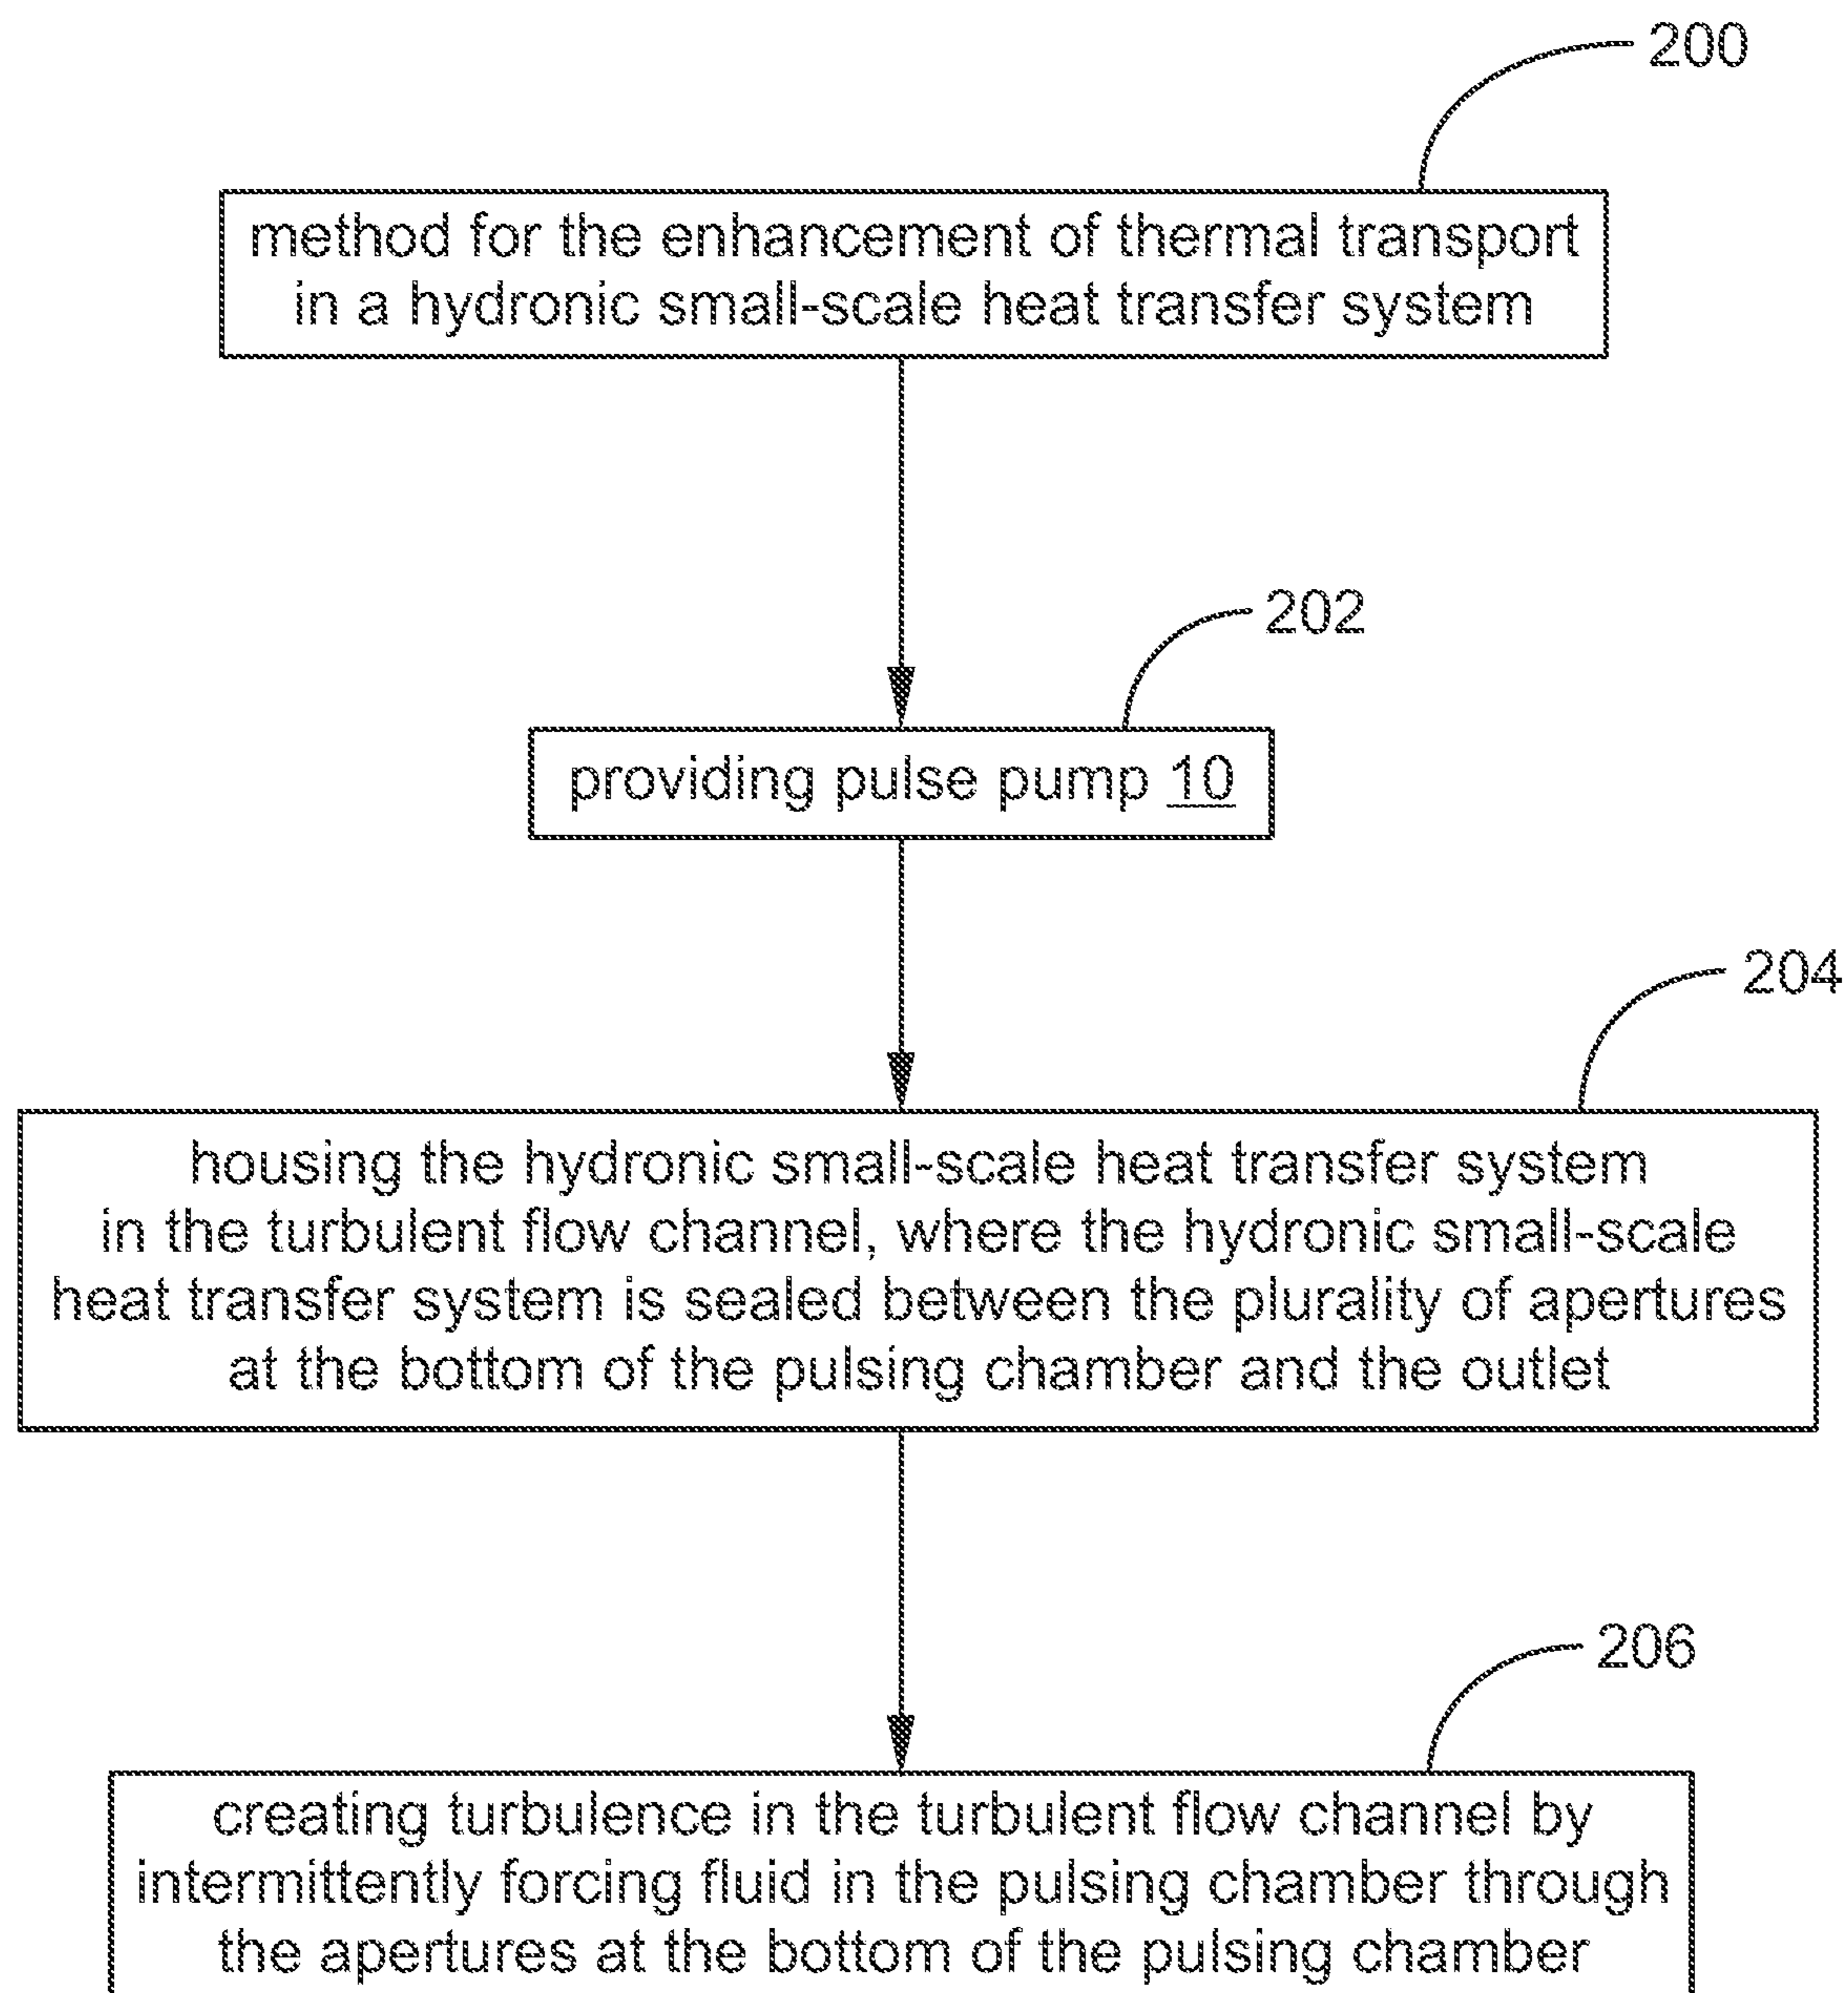 200
method for the enhancement of thermal transport
in a hydronic small-scale heat transfer system
202
providing pulse pump 10
204
housing the hydronic small-scale heat transfer system
in the turbulent flow channel, where the hydronic small-scale
heat transfer system is sealed between the plurality of apertures
at the bottom of the pulsing chamber and the outlet
206
creating turbulence in the turbulent flow channel by
intermittently forcing fluid in the pulsing chamber through
the apertures at the bottom of the pulsing chamber